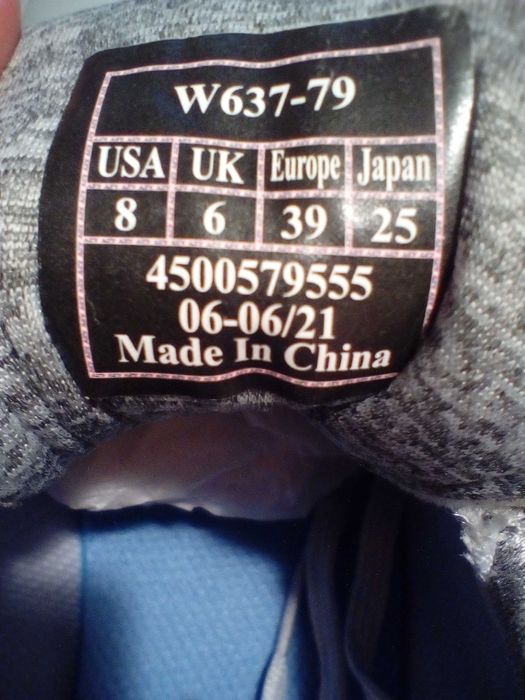 W637-79
USA UK Europe Japan
8 6 39 25
4500579555
06-06/21
Made In China